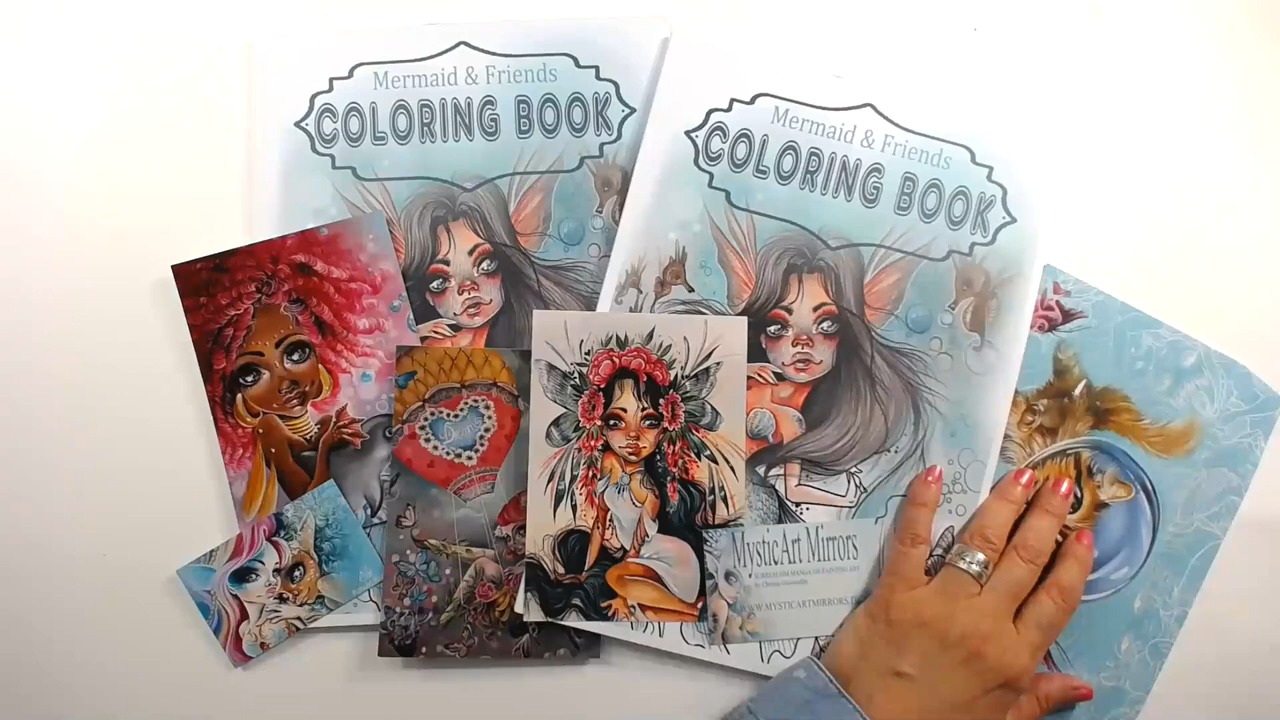 Mermaid & Friends
COLORING BOOK
Mermaid & Friends
COLORING BOOK
MysticArt Mirrors
WWW.MYSTICARTMIRRORS.